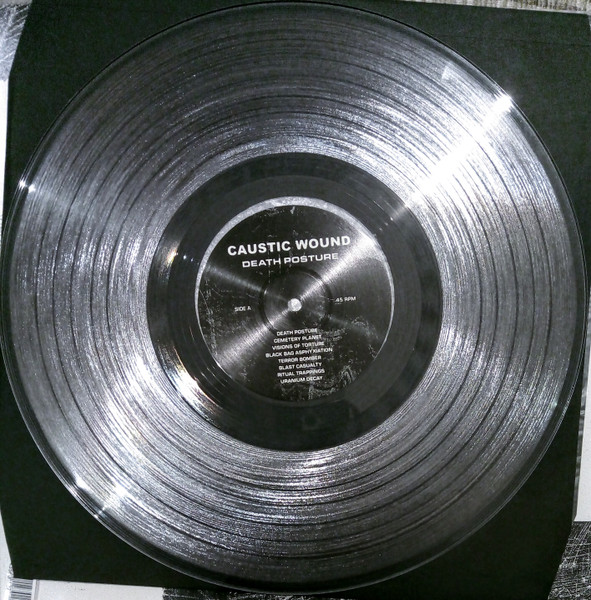 CAUSTIC WOUND
DEATH POSTURE
SIDE A
45 RPM
DEATH POSTURE
CEMETERY PLANET
VISIONS OF TORTURE
BLACK BAG ASPHYXIATION
TERROR BOMBER
BLAST CASUALTY
RITUAL TRAPPINGS
URANIUM DECAY